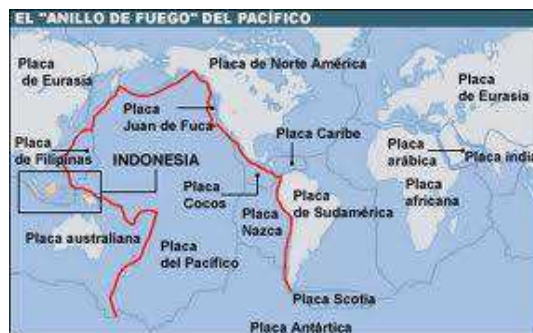 EL "ANILLO DE FUEGO" DEL PACÍFICO
Placa
de Eurasia
Placa de Norte América
Placa
de Eurasia
Placa
Juan de Fuca
Placa
de Filipinas
INDONESIA
Placa Caribe
Placa
arábica
Placa india
Placa
Cocos
Placa
de Sudamérica
Placa
africana
Placa
Nazca
Placa australiana
Placa
del Pacífico
Placa Scotia
Placa Antártica